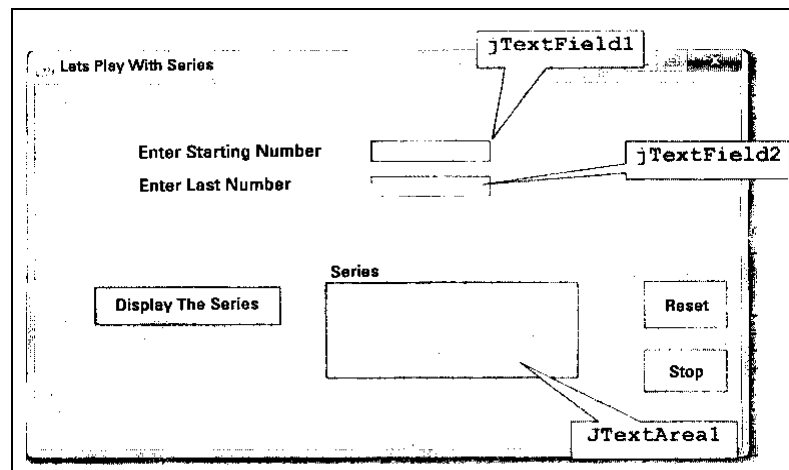 jTextField1
Lets Play With Series
Enter Starting Number
jTextField2
Enter Last Number
Series
Display The Series
Reset
Stop
JTextArea1